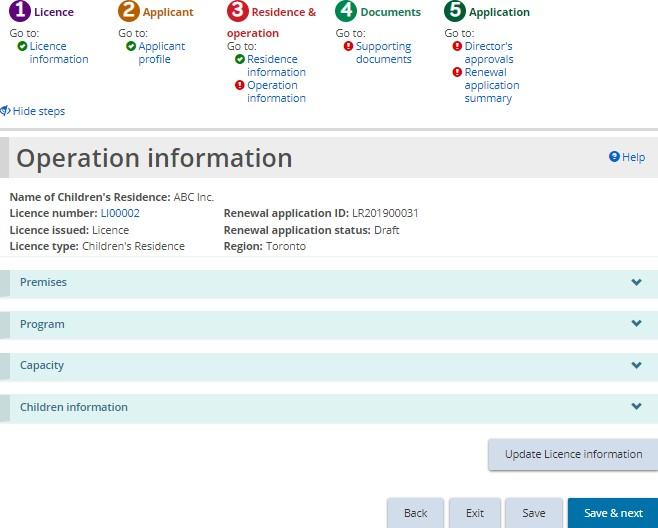 1 Licence
Go to:
Licence
information
2 Applicant
Go to:
Applicant
profile
3 Residence &
operation
Go to:
Residence
information
Operation
information
4 Documents
Go to:
Supporting
documents
5 Application
Go to:
Director's
approvals
Renewal
application
summary
Hide steps
Operation information
Help
Name of Children's Residence: ABC Inc.
Licence number: LI00002 Renewal application ID: LR201900031
Licence issued: Licence Renewal application status: Draft
Licence type: Children's Residence Region: Toronto
Premises
Program
Capacity
Children information
Update Licence information
Back Exit Save Save & next